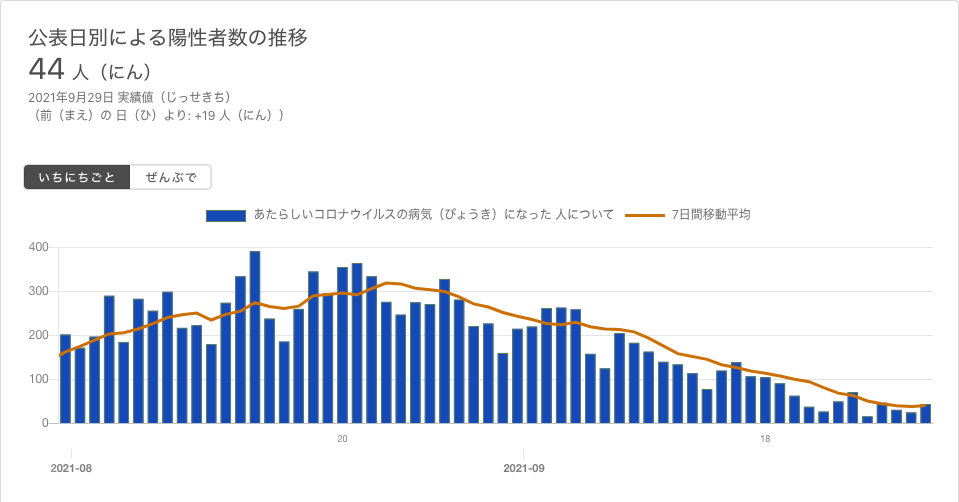 公表日別による陽性者数の推移
44 人（にん）
2021年9月29日 実績値（じっせきち）
（前（まえ）の 日（ひ）より: +19 人（にん））
いちにちごと ぜんぶで
あたらしいコロナウイルスの病気（びょうき）になった 人について 7日間移動平均
400
300
200
100
0
20 18
2021-08 2021-09